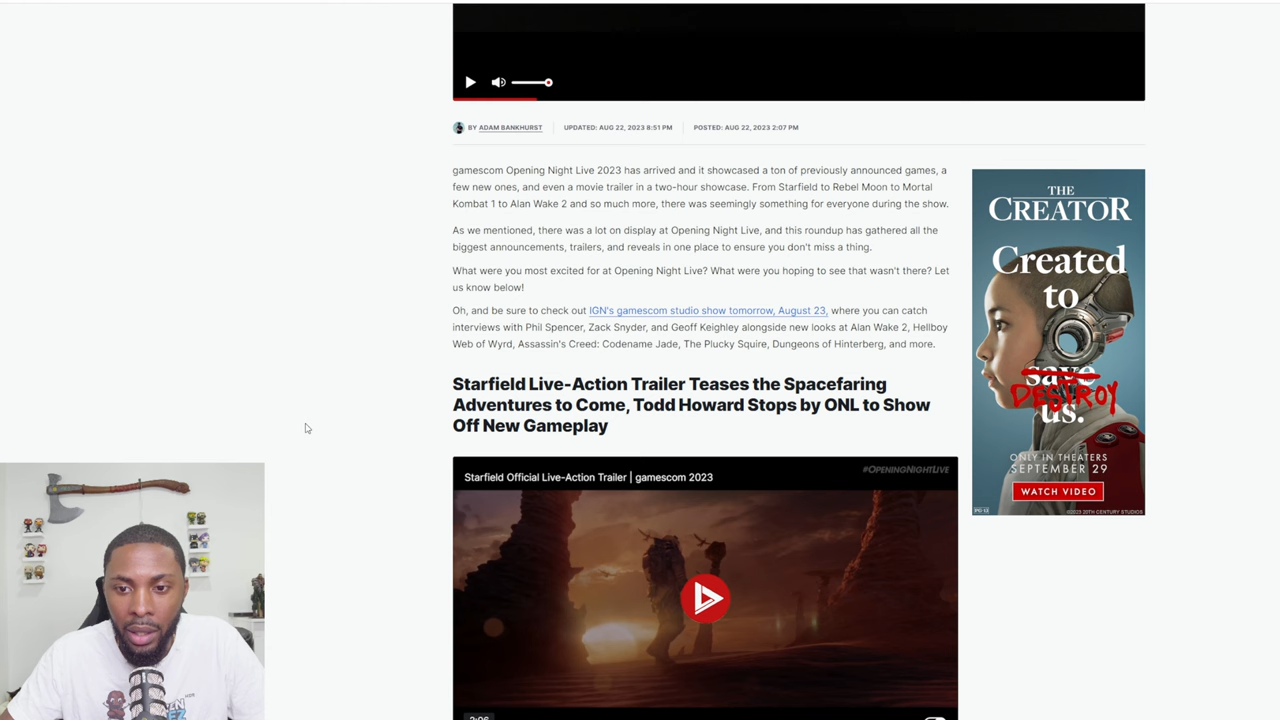 BY ADAM BANKHURST
UPDATED: AUG 22, 2023 8:51 PM
POSTED: AUG 22, 2023 2:07 PM
gamescom Opening Night Live 2023 has arrived and it showcased a ton of previously announced games, a
few new ones, and even a movie trailer in a two-hour showcase. From Starfield to Rebel Moon to Mortal
Kombat 1 to Alan Wake 2 and so much more, there was seemingly something for everyone during the show.
As we mentioned, there was a lot on display at Opening Night Live, and this roundup has gathered all the
biggest announcements, trailers, and reveals in one place to ensure you don't miss a thing.
What were you most excited for at Opening Night Live? What were you hoping to see that wasn't there? Let
us know below!
Oh, and be sure to check out IGN's gamescom studio show tomorrow, August 23, where you can catch
interviews with Phil Spencer, Zack Snyder, and Geoff Keighley alongside new looks at Alan Wake 2, Hellboy
Web of Wyrd, Assassin's Creed: Codename Jade, The Plucky Squire, Dungeons of Hinterberg, and more.
Starfield Live-Action Trailer Teases the Spacefaring
Adventures to Come, Todd Howard Stops by ONL to Show
Off New Gameplay
Starfield Official Live-Action Trailer | gamescom 2023
#OPENINGNIGHTLIVE
2:06
THE
CREATOR
Created
to
save
DESTROY
us.
ONLY IN THEATERS
SEPTEMBER 29
WATCH VIDEO
PG-13
©2023 20TH CENTURY STUDIOS